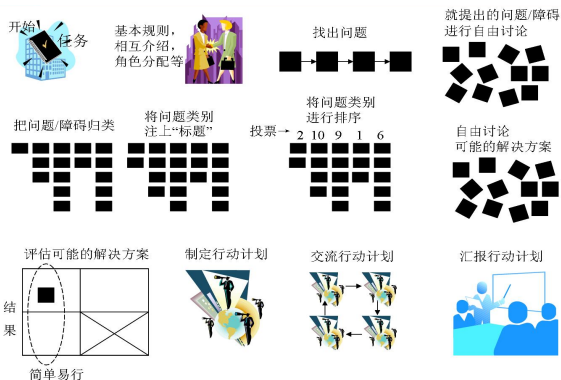 开始
任务
基本规则，
相互介绍，
角色分配等
找出问题
就提出的问题/障碍
进行自由讨论
把问题/障碍归类
将问题类别
注上“标题”
将问题类别
进行排序
投票
2 10 9 1 6
自由讨论
可能的解决方案
评估可能的解决方案
结
果
简单易行
制定行动计划
交流行动计划
汇报行动计划